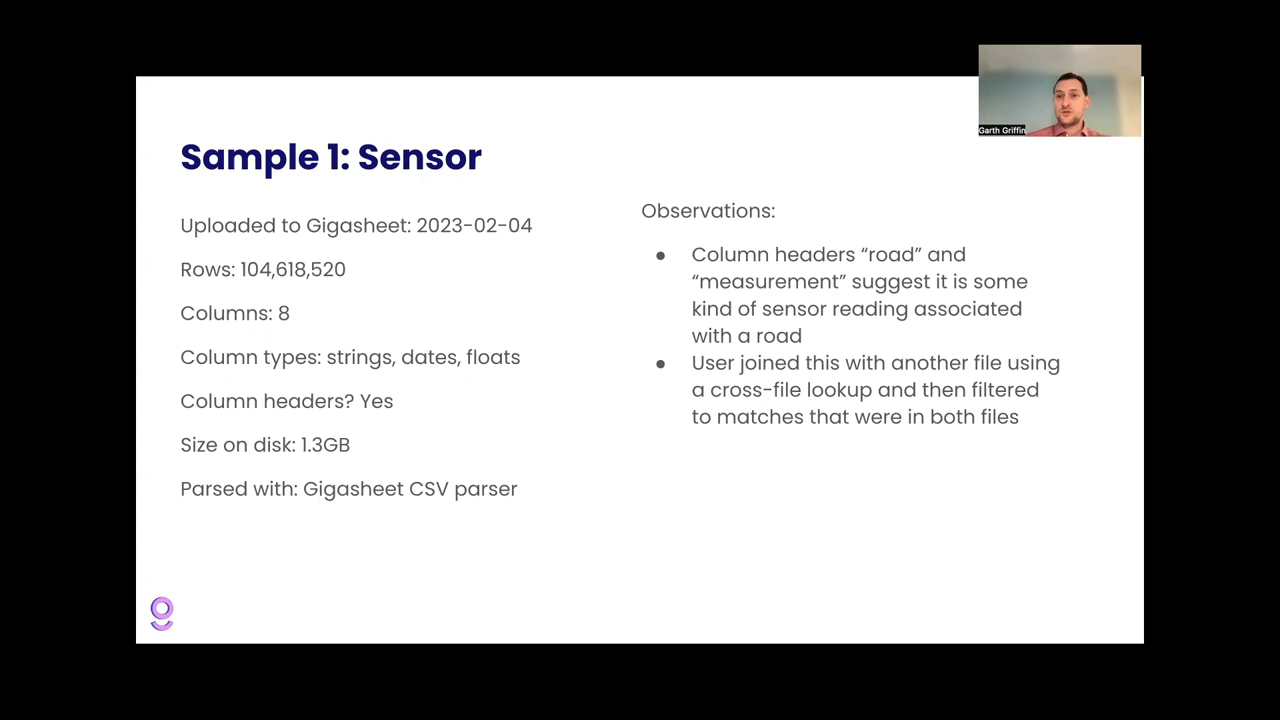 Garth Griffin
Sample 1: Sensor
Uploaded to Gigasheet: 2023-02-04
Rows: 104,618,520
Columns: 8
Column types: strings, dates, floats
Column headers? Yes
Size on disk: 1.3GB
Parsed with: Gigasheet CSV parser
Observations:
● Column headers “road” and
“measurement” suggest it is some
kind of sensor reading associated
with a road
● User joined this with another file using
a cross-file lookup and then filtered
to matches that were in both files